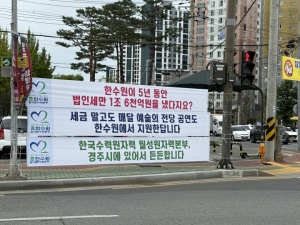 한수원이 5년 동안
법인세만 1조 6천억원을 냈다지요?
세금 말고도 매달 예술의 전당 공연도
한수원에서 지원한답니다
한국수력원자력 월성원자력본부,
경주시에 있어서 든든합니다